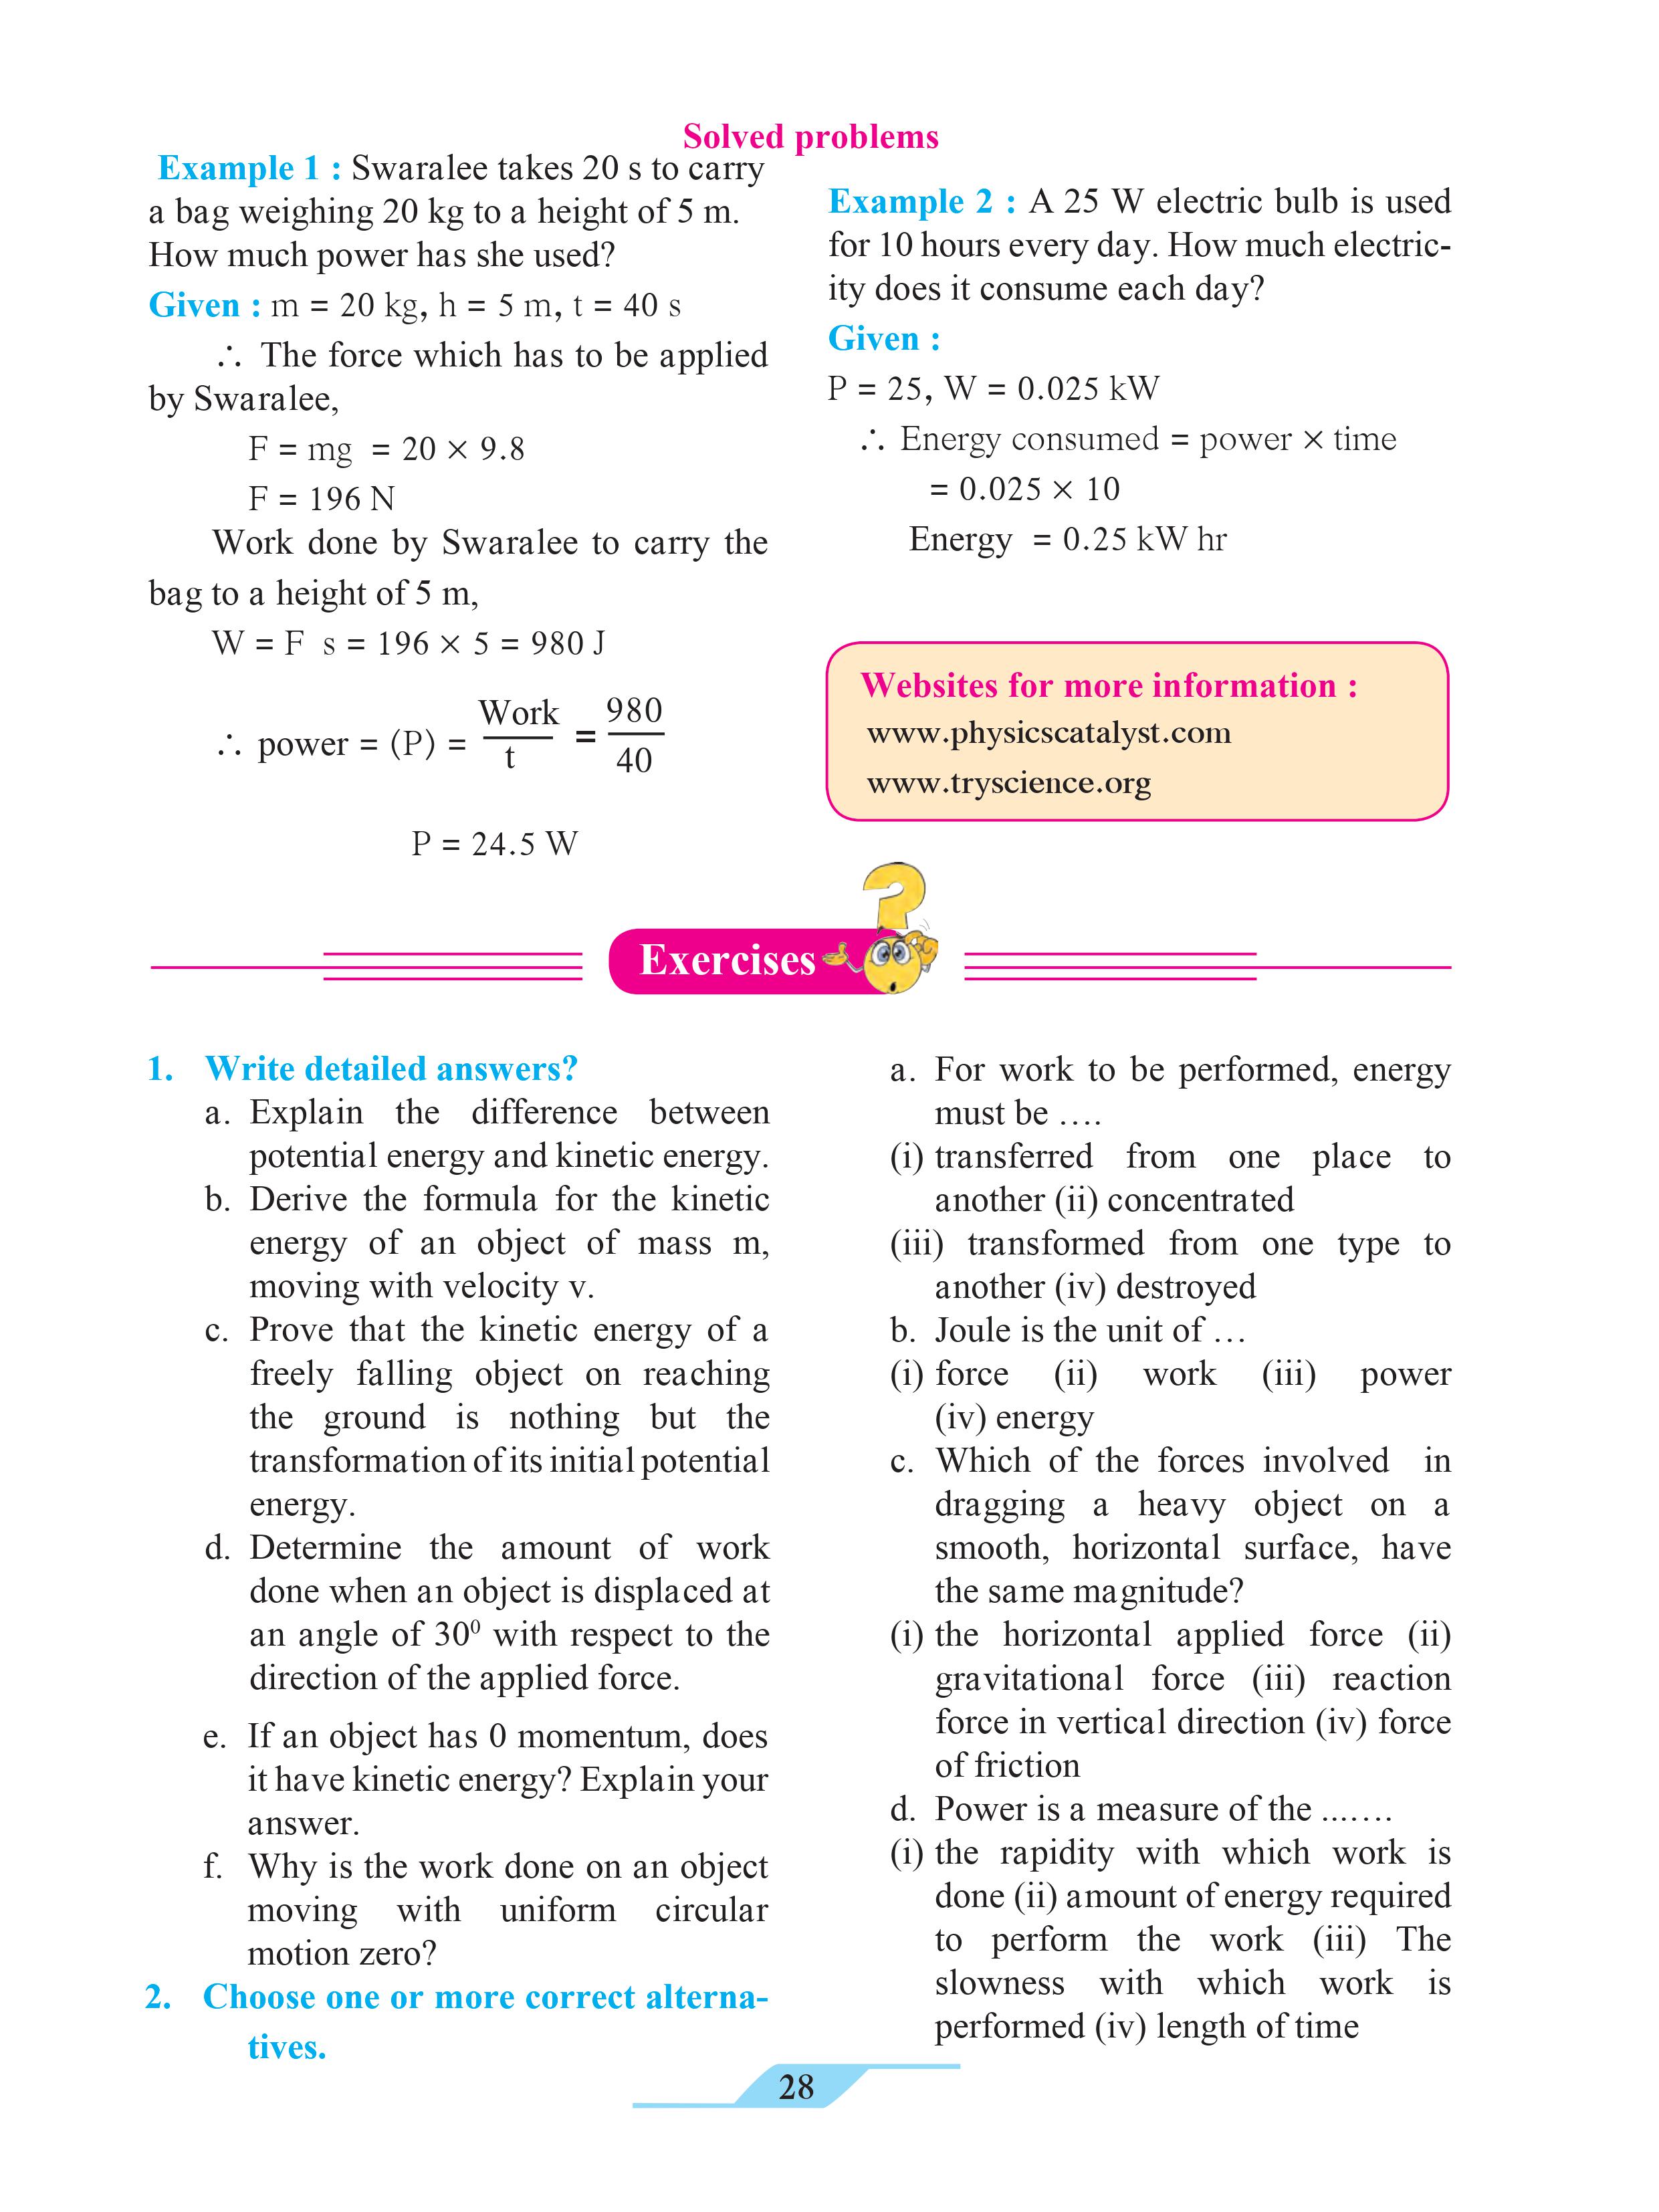 Solved problems
Example 1 : Swaralee takes 20 s to carry
a bag weighing 20 kg to a height of 5 m.
How much power has she used?
Given : m = 20 kg, h = 5 m, t = 40 s
∴ The force which has to be applied
by Swaralee,
F = mg = 20 × 9.8
F = 196 N
Work done by Swaralee to carry the
bag to a height of 5 m,
W = F s = 196 × 5 = 980 J
∴ power = (P) = Work / t = 980 / 40
P = 24.5 W
Example 2 : A 25 W electric bulb is used
for 10 hours every day. How much electric-
ity does it consume each day?
Given :
P = 25, W = 0.025 kW
∴ Energy consumed = power × time
= 0.025 × 10
Energy = 0.25 kW hr
Websites for more information :
www.physicscatalyst.com
www.tryscience.org
Exercises
1. Write detailed answers?
a. Explain the difference between
potential energy and kinetic energy.
b. Derive the formula for the kinetic
energy of an object of mass m,
moving with velocity v.
c. Prove that the kinetic energy of a
freely falling object on reaching
the ground is nothing but the
transformation of its initial potential
energy.
d. Determine the amount of work
done when an object is displaced at
an angle of 30⁰ with respect to the
direction of the applied force.
e. If an object has 0 momentum, does
it have kinetic energy? Explain your
answer.
f. Why is the work done on an object
moving with uniform circular
motion zero?
2. Choose one or more correct alterna-
tives.
a. For work to be performed, energy
must be ….
(i) transferred from one place to
another (ii) concentrated
(iii) transformed from one type to
another (iv) destroyed
b. Joule is the unit of …
(i) force (ii) work (iii) power
(iv) energy
c. Which of the forces involved in
dragging a heavy object on a
smooth, horizontal surface, have
the same magnitude?
(i) the horizontal applied force (ii)
gravitational force (iii) reaction
force in vertical direction (iv) force
of friction
d. Power is a measure of the ...….
(i) the rapidity with which work is
done (ii) amount of energy required
to perform the work (iii) The
slowness with which work is
performed (iv) length of time
28